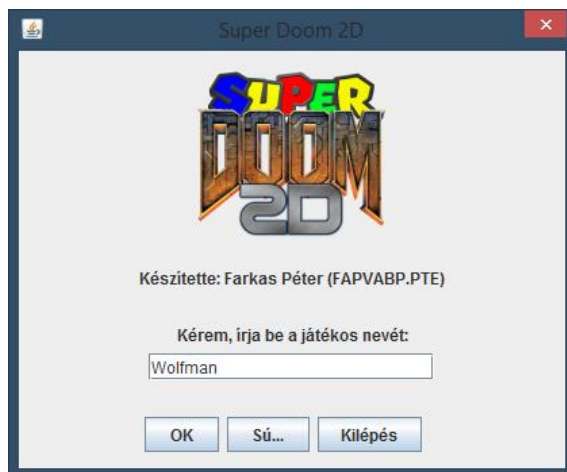 Super Doom 2D
SUPER
DOOM
2D
Készítette: Farkas Péter (FAPVABP.PTE)
Kérem, írja be a játékos nevét:
Wolfman
OK Sú... Kilépés